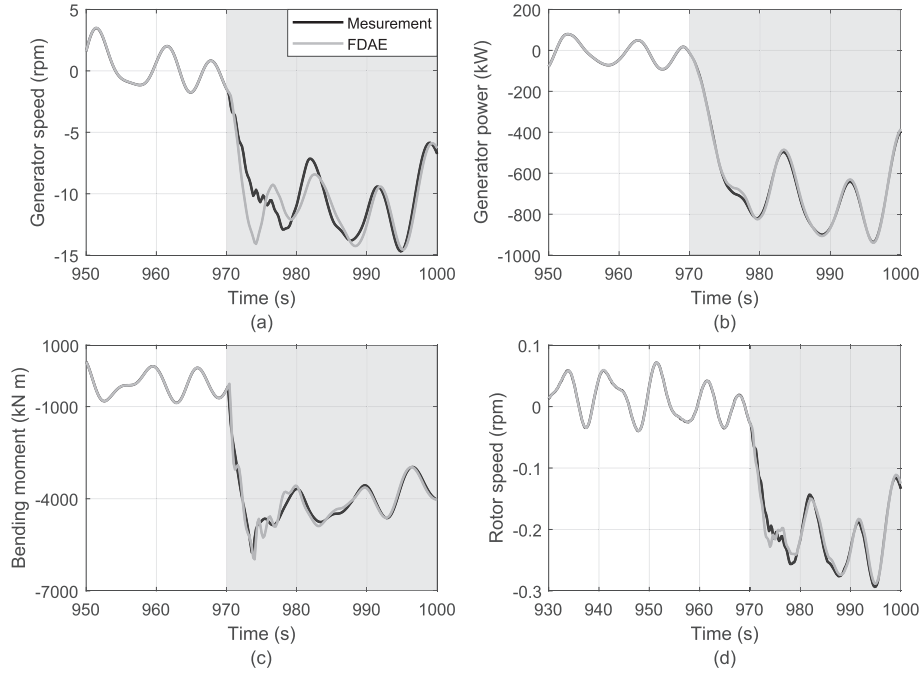 5
0
-5
-10
-15
Generator speed (rpm)
Mesurement
FDAE
950 960 970 980 990 1000
Time (s)
(a)
200
0
-200
-400
-600
-800
-1000
Generator power (kW)
950 960 970 980 990 1000
Time (s)
(b)
1000
-1000
-4000
-7000
Bending moment (kN m)
950 960 970 980 990 1000
Time (s)
(c)
0.1
0
-0.1
-0.2
-0.3
Rotor speed (rpm)
930 940 950 960 970 980 990 1000
Time (s)
(d)